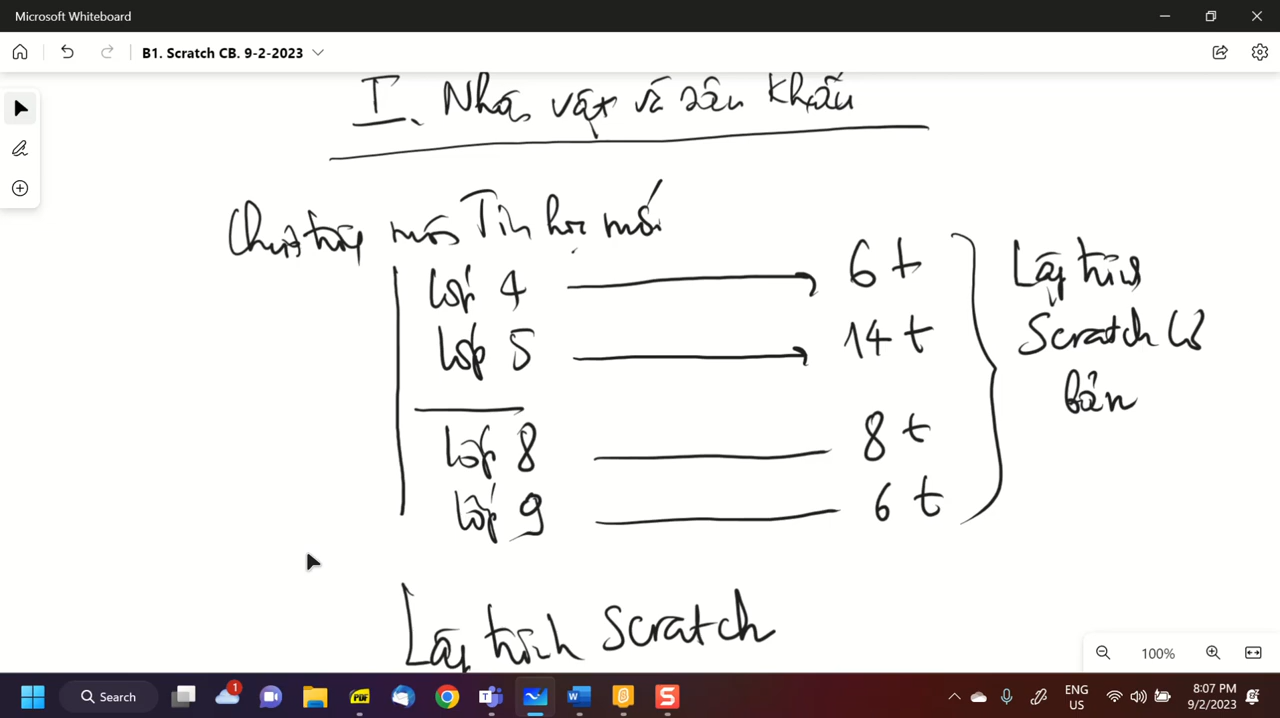 Microsoft Whiteboard
B1. Scratch CB. 9-2-2023
I. Nhân vật và sân khấu
Chương trình môn Tin học mới
Lớp 4 → 6 t
Lớp 5 → 14 t
Lớp 8 — 8 t
Lớp 9 — 6 t
Lập trình
Scratch cơ
bản
Lập trình Scratch
100%
Search
1
PDF
ENG
US
8:07 PM
9/2/2023